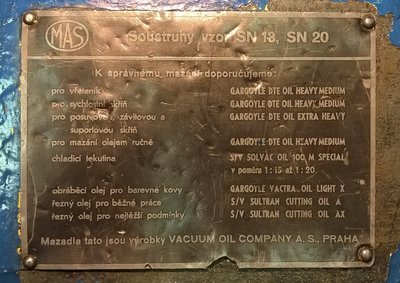 MAS
Soustruhy vzor SN 18, SN 20
K správnému mazání doporučujeme:
pro vřeteník GARGOYLE DTE OIL HEAVY MEDIUM
pro rychlostní skříň GARGOYLE DTE OIL HEAVY MEDIUM
pro posuvovou, závitovou a GARGOYLE DTE OIL EXTRA HEAVY
suportovou skříň
pro mazání olejem ručně GARGOYLE DTE OIL HEAVY MEDIUM
chladicí tekutina S/V SOLVAC OIL 100 M SPECIAL
v poměru 1:15 až 1:20
obráběcí olej pro barevné kovy GARGOYLE VACTRA OIL LIGHT X
řezný olej pro běžné práce S/V SULTRAN CUTTING OIL A
řezný olej pro nejtěžší podmínky S/V SULTRAN CUTTING OIL AX
Mazadla tato jsou výrobky VACUUM OIL COMPANY A. S., PRAHA